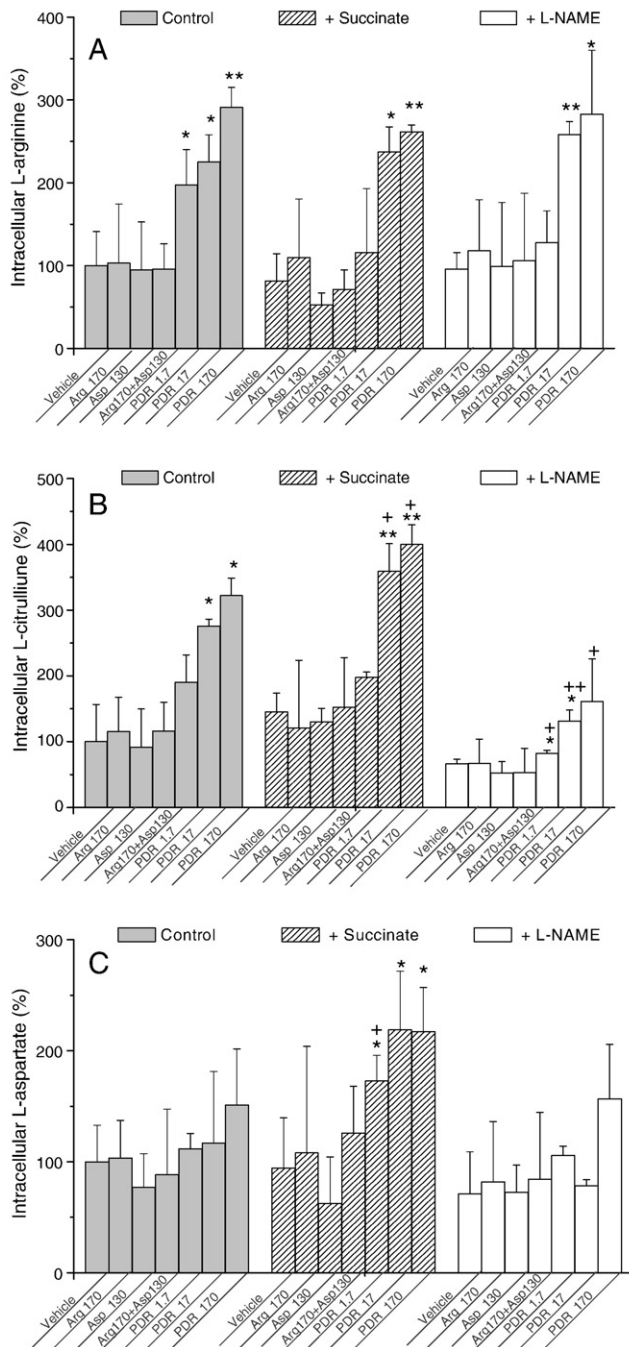 A
Control
+ Succinate
+ L-NAME
Intracellular L-arginine (%)
400
300
200
100
0
*
*
**
*
**
**
*
Vehicle
Arg 170
Asp 130
Arg170+Asp130
PDR 1.7
PDR 17
PDR 170
Vehicle
Arg 170
Asp 130
Arg170+Asp130
PDR 1.7
PDR 17
PDR 170
Vehicle
Arg 170
Asp 130
Arg170+Asp130
PDR 1.7
PDR 17
PDR 170
B
Control
+ Succinate
+ L-NAME
Intracellular L-citrulliune (%)
500
400
300
200
100
0
*
*
+
**
+
**
+
*
++
*
+
Vehicle
Arg 170
Asp 130
Arg170+Asp130
PDR 1.7
PDR 17
PDR 170
Vehicle
Arg 170
Asp 130
Arg170+Asp130
PDR 1.7
PDR 17
PDR 170
Vehicle
Arg 170
Asp 130
Arg170+Asp130
PDR 1.7
PDR 17
PDR 170
C
Control
+ Succinate
+ L-NAME
Intracellular L-aspartate (%)
300
200
100
0
+
*
*
*
Vehicle
Arg 170
Asp 130
Arg170+Asp130
PDR 1.7
PDR 17
PDR 170
Vehicle
Arg 170
Asp 130
Arg170+Asp130
PDR 1.7
PDR 17
PDR 170
Vehicle
Arg 170
Asp 130
Arg170+Asp130
PDR 1.7
PDR 17
PDR 170